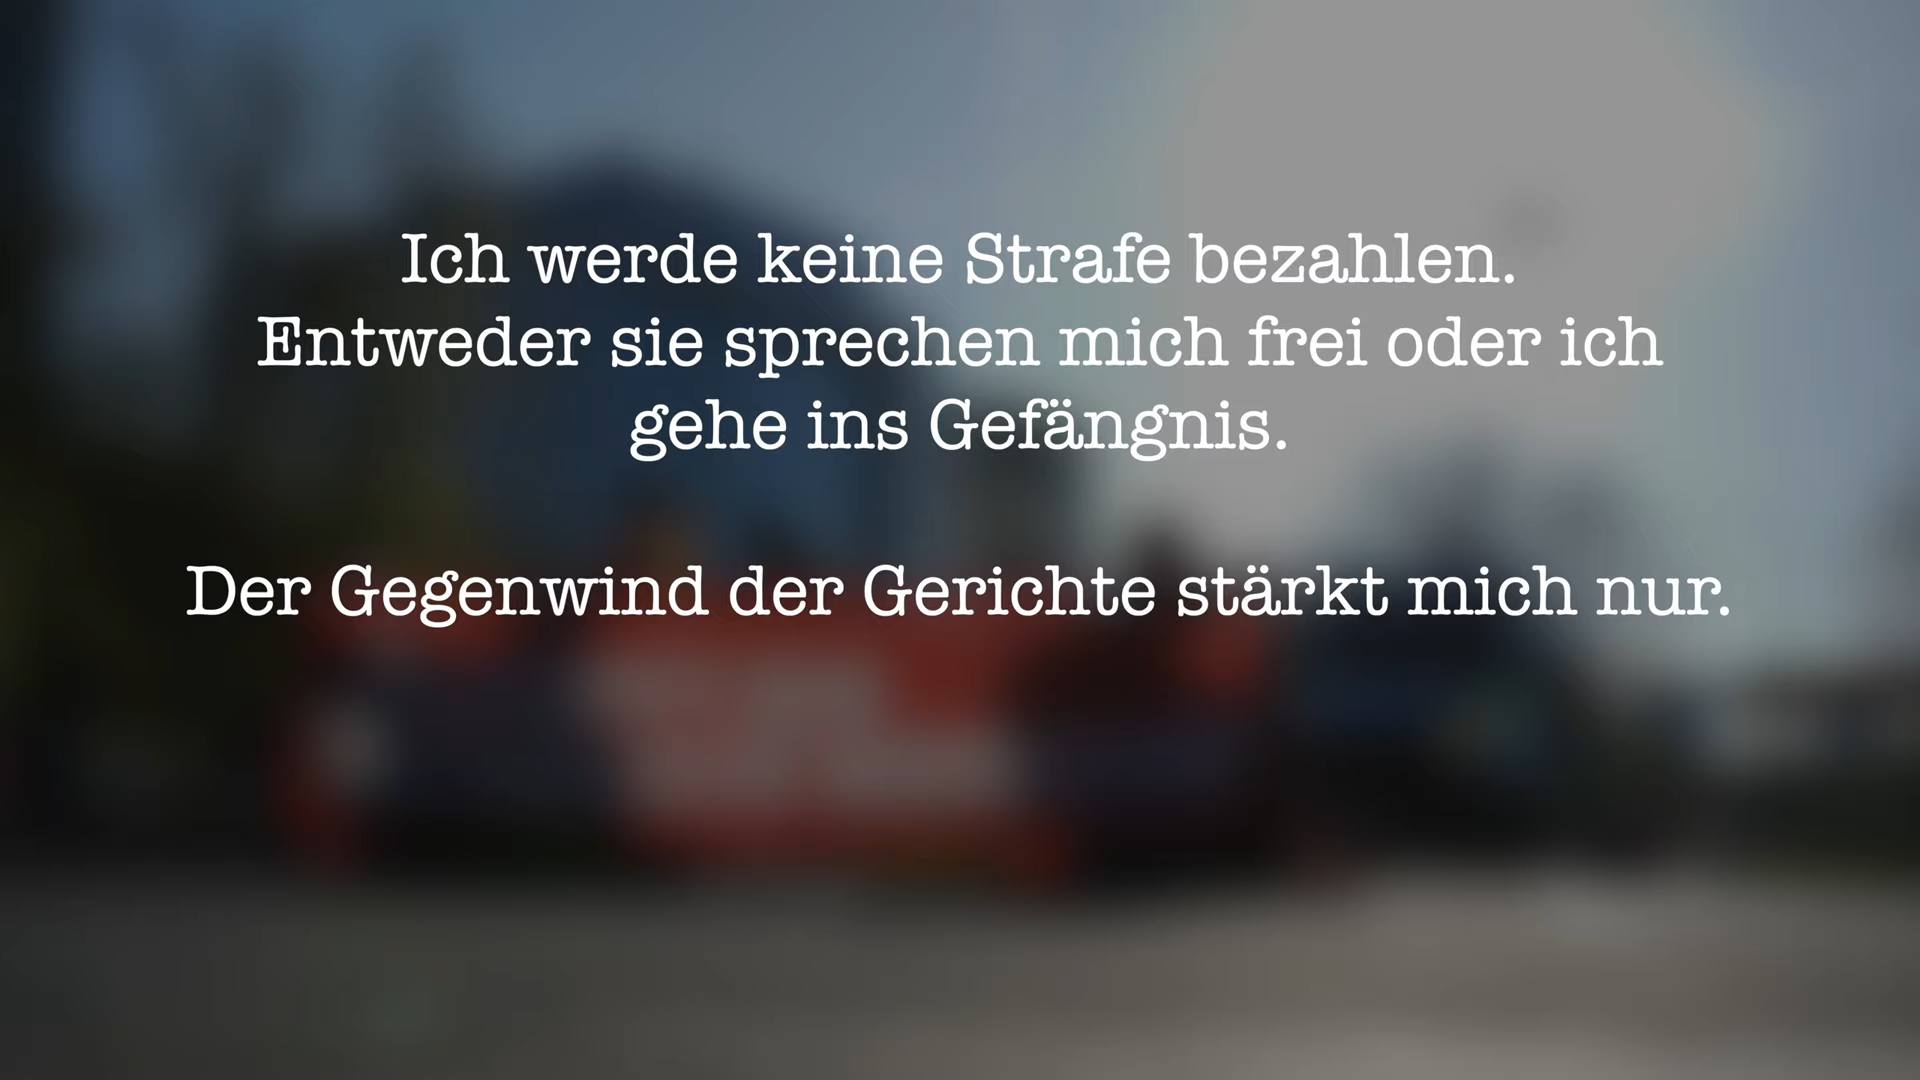 Ich werde keine Strafe bezahlen.
Entweder sie sprechen mich frei oder ich
gehe ins Gefängnis.
Der Gegenwind der Gerichte stärkt mich nur.